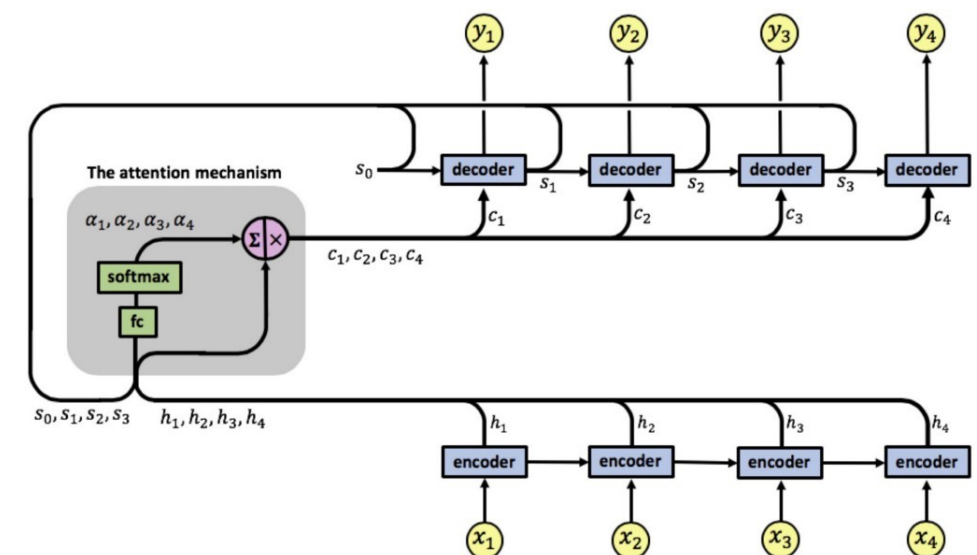 y₁ y₂ y₃ y₄
The attention mechanism
s₀ decoder s₁ decoder s₂ decoder s₃ decoder
α₁, α₂, α₃, α₄
c₁ c₂ c₃ c₄
Σ ×
c₁, c₂, c₃, c₄
softmax
fc
s₀, s₁, s₂, s₃ h₁, h₂, h₃, h₄
h₁ h₂ h₃ h₄
encoder encoder encoder encoder
x₁ x₂ x₃ x₄